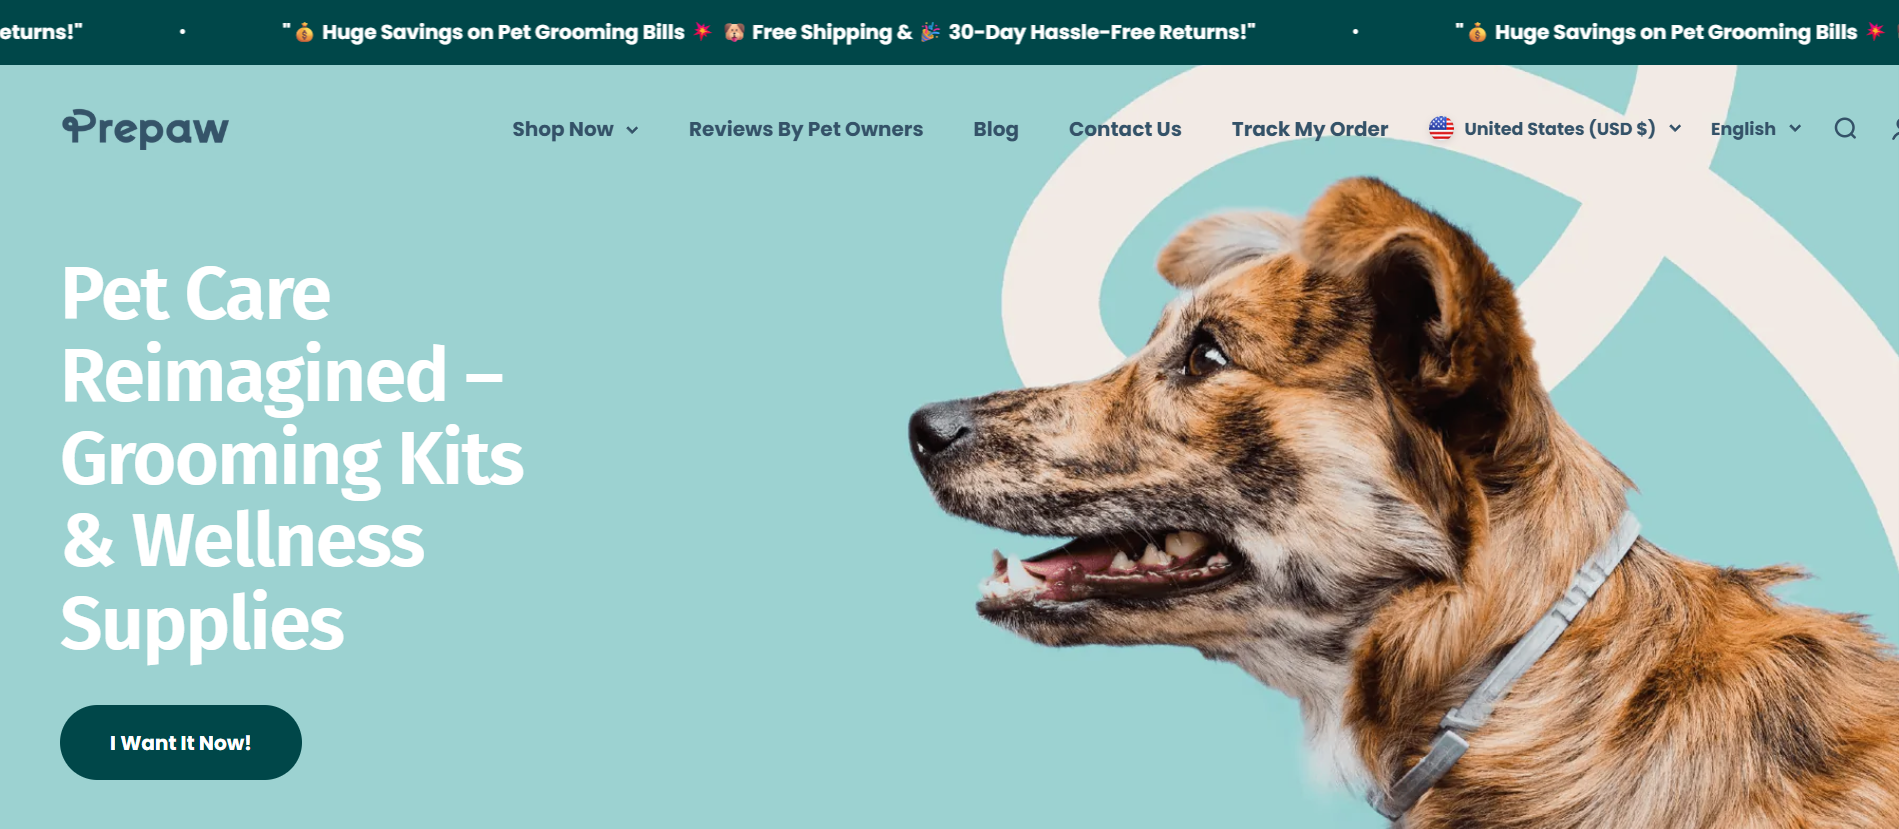 eturns!" • "💰 Huge Savings on Pet Grooming Bills 💥 🐶 Free Shipping & 🎉 30-Day Hassle-Free Returns!" • "💰 Huge Savings on Pet Grooming Bills 💥
Prepaw
Shop Now Reviews By Pet Owners Blog Contact Us Track My Order United States (USD $) English
Pet Care
Reimagined –
Grooming Kits
& Wellness
Supplies
I Want It Now!